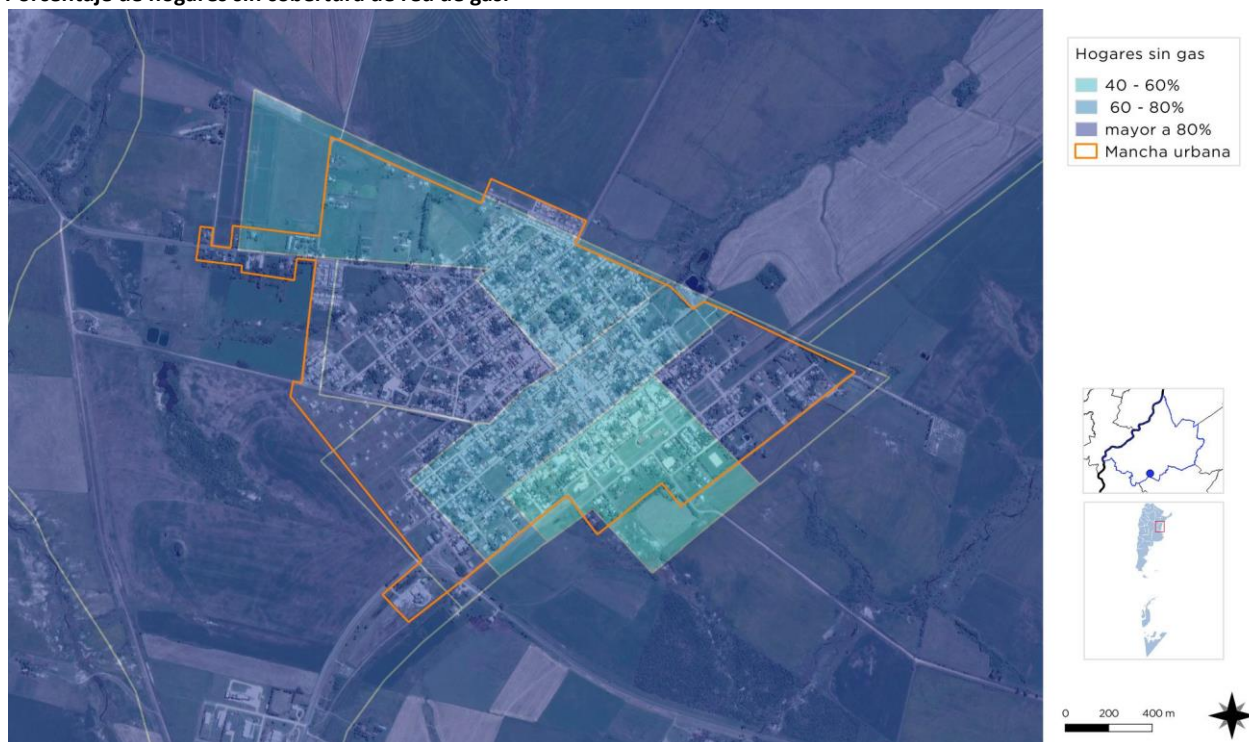 Porcentaje de hogares sin cobertura de red de gas.
Hogares sin gas
40 - 60%
60 - 80%
mayor a 80%
Mancha urbana
0 200 400 m